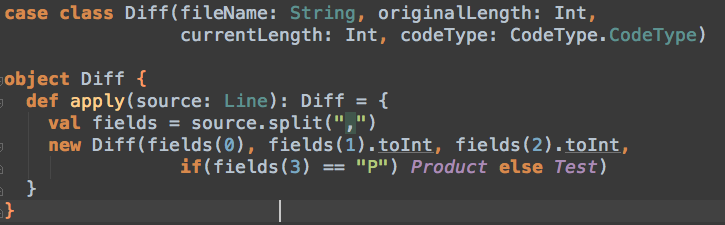 case class Diff(fileName: String, originalLength: Int,
                currentLength: Int, codeType: CodeType.CodeType)
object Diff {
  def apply(source: Line): Diff = {
    val fields = source.split(",")
    new Diff(fields(0), fields(1).toInt, fields(2).toInt,
                if(fields(3) == "P") Product else Test)
  }
}